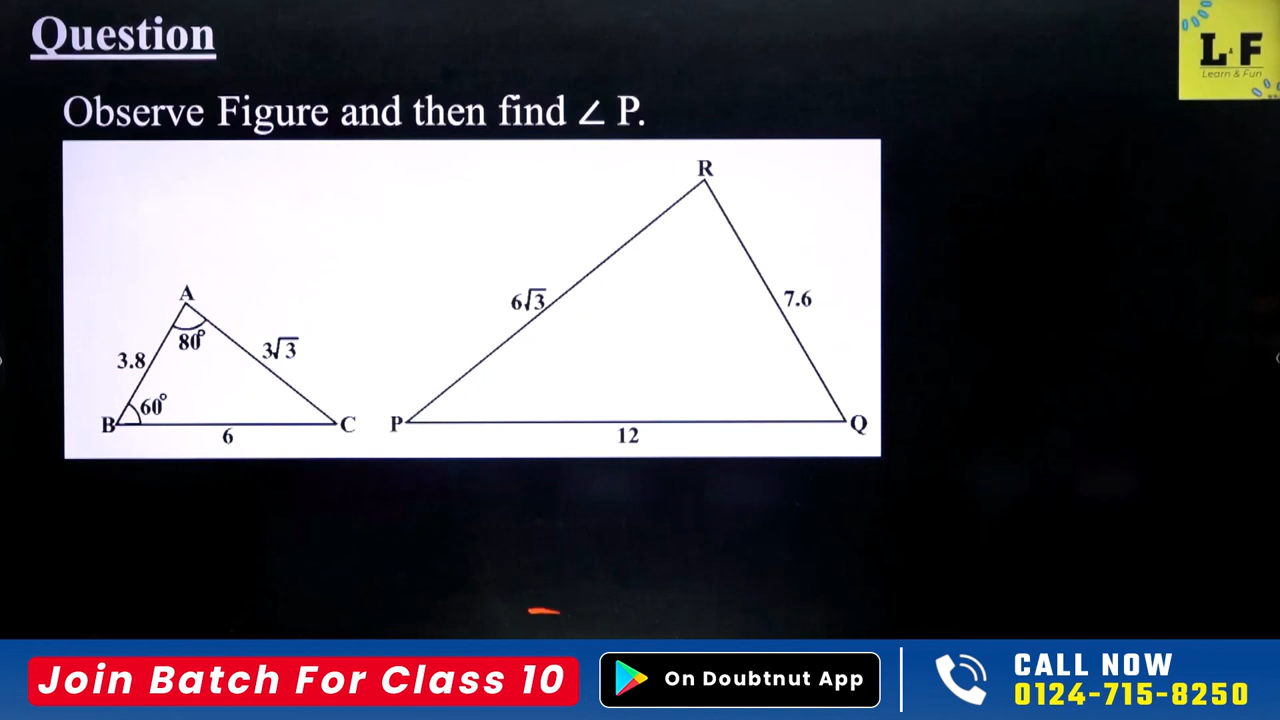 Question
L&F
Learn & Fun
Observe Figure and then find ∠ P.
R
6√3
7.6
A
80°
3.8
3√3
60°
B
C
P
Q
6
12
Join Batch For Class 10
On Doubtnut App
CALL NOW
0124-715-8250